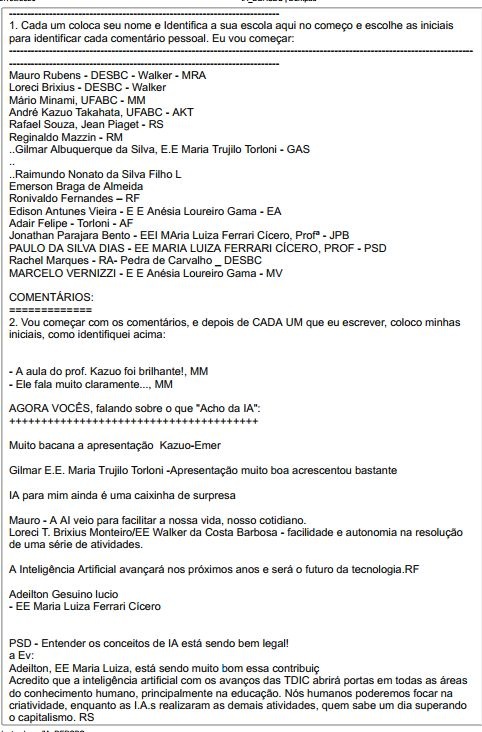 --------------------------------------------------------------------------------
1. Cada um coloca seu nome e Identifica a sua escola aqui no começo e escolhe as iniciais
para identificar cada comentário pessoal. Eu vou começar:
----------------------------------------------------------------------------------------------------------------------------------------
--------------------------------------------------------------------------------
Mauro Rubens - DESBC - Walker - MRA
Loreci Brixius - DESBC - Walker
Mário Minami, UFABC - MM
André Kazuo Takahata, UFABC - AKT
Rafael Souza, Jean Piaget - RS
Reginaldo Mazzin - RM
..Gilmar Albuquerque da Silva, E.E Maria Trujilo Torloni - GAS
..
..Raimundo Nonato da Silva Filho L
Emerson Braga de Almeida
Ronivaldo Fernandes – RF
Edison Antunes Vieira - E E Anésia Loureiro Gama - EA
Adair Felipe - Torloni - AF
Jonathan Parajara Bento - EEI MAria Luiza Ferrari Cícero, Profª - JPB
PAULO DA SILVA DIAS - EE MARIA LUIZA FERRARI CÍCERO, PROF - PSD
Rachel Marques - RA- Pedra de Carvalho _ DESBC
MARCELO VERNIZZI - E E Anésia Loureiro Gama - MV
COMENTÁRIOS:
=============
2. Vou começar com os comentários, e depois de CADA UM que eu escrever, coloco minhas
iniciais, como identifiquei acima:
- A aula do prof. Kazuo foi brilhante!, MM
- Ele fala muito claramente..., MM
AGORA VOCÊS, falando sobre o que "Acho da IA":
++++++++++++++++++++++++++++++++++++++++
Muito bacana a apresentação  Kazuo-Emer
Gilmar E.E. Maria Trujilo Torloni -Apresentação muito boa acrescentou bastante
IA para mim ainda é uma caixinha de surpresa
Mauro - A AI veio para facilitar a nossa vida, nosso cotidiano.
Loreci T. Brixius Monteiro/EE Walker da Costa Barbosa - facilidade e autonomia na resolução
de uma série de atividades.
A Inteligência Artificial avançará nos próximos anos e será o futuro da tecnologia.RF
Adeilton Gesuino lucio
- EE Maria Luiza Ferrari Cícero
PSD - Entender os conceitos de IA está sendo bem legal!
a Ev:
Adeilton, EE Maria Luiza, está sendo muito bom essa contribuiç
Acredito que a inteligência artificial com os avanços das TDIC abrirá portas em todas as áreas
do conhecimento humano, principalmente na educação. Nós humanos poderemos focar na
criatividade, enquanto as I.A.s realizaram as demais atividades, quem sabe um dia superando
o capitalismo. RS